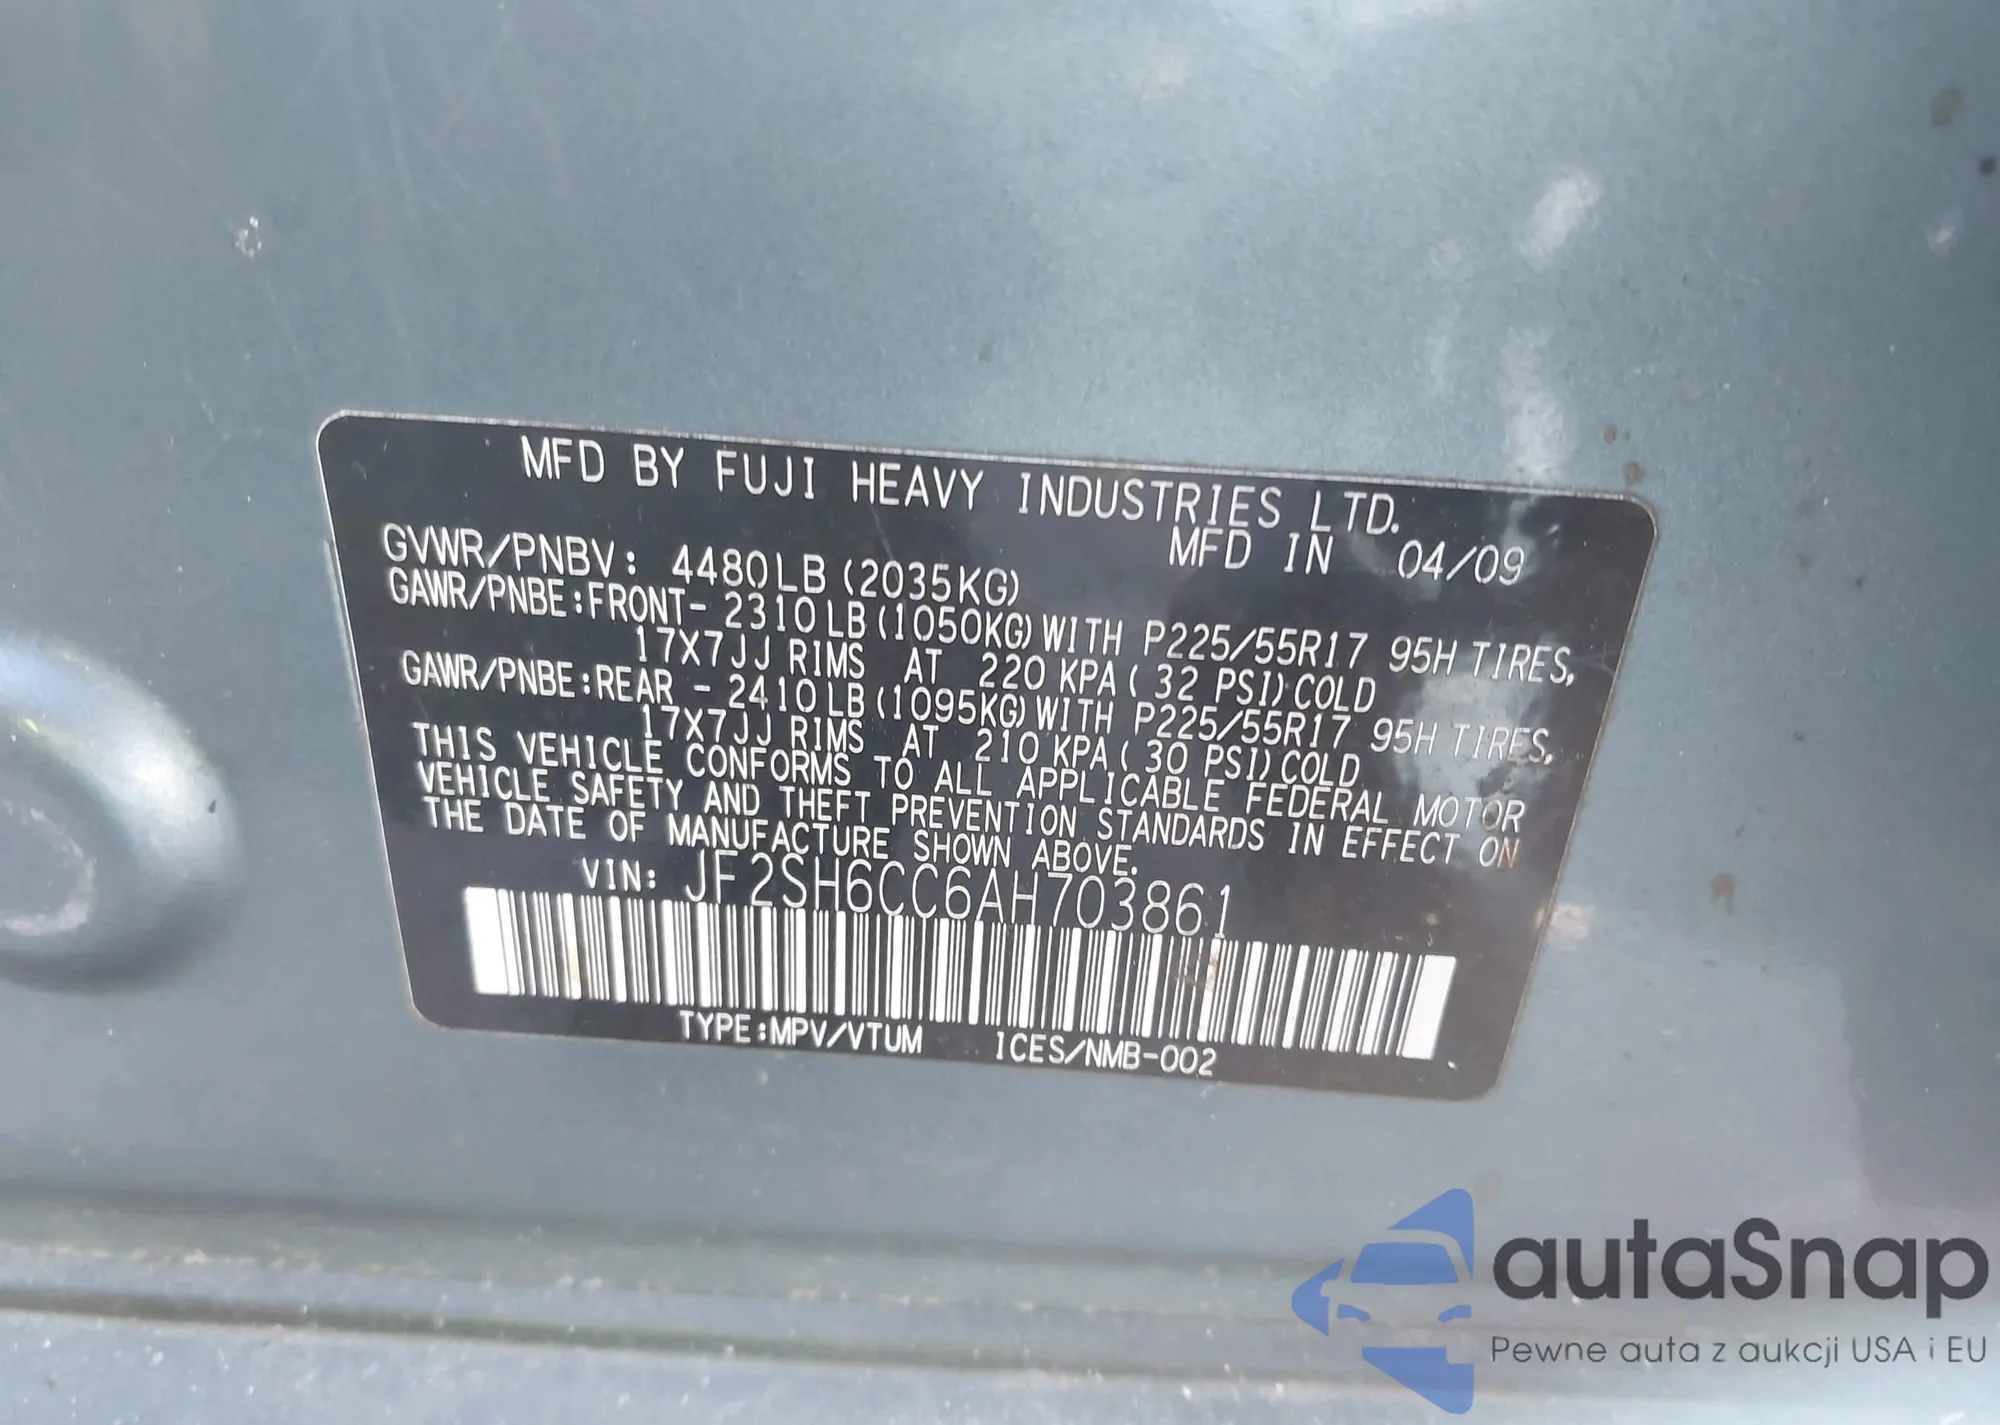 MFD BY FUJI HEAVY INDUSTRIES LTD.
MFD IN 04/09
GVWR/PNBV: 4480LB (2035KG)
GAWR/PNBE:FRONT- 2310LB (1050KG) WITH P225/55R17 95H TIRES,
17X7JJ RIMS AT 220 KPA ( 32 PSI) COLD
GAWR/PNBE:REAR - 2410LB (1095KG) WITH P225/55R17 95H TIRES,
17X7JJ RIMS AT 210 KPA ( 30 PSI) COLD
THIS VEHICLE CONFORMS TO ALL APPLICABLE FEDERAL MOTOR
VEHICLE SAFETY AND THEFT PREVENTION STANDARDS IN EFFECT ON
THE DATE OF MANUFACTURE SHOWN ABOVE.
VIN: JF2SH6CC6AH703861
TYPE:MPV/VTUM ICES/NMB-002
autaSnap
Pewne auta z aukcji USA i EU